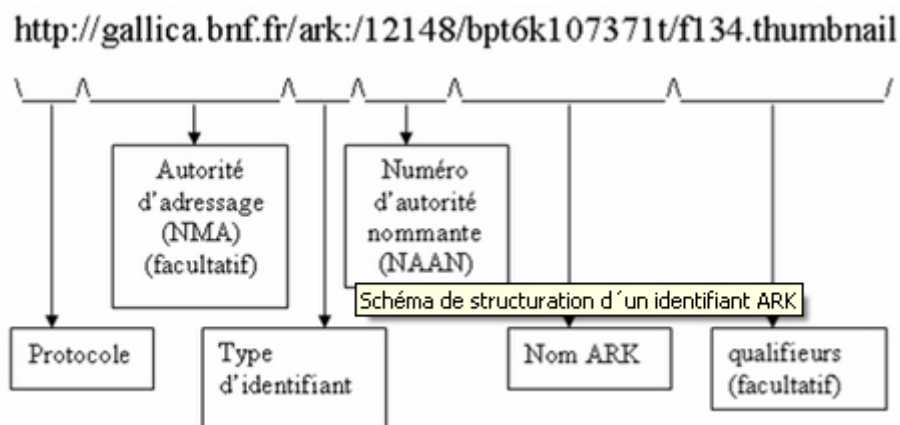 http://gallica.bnf.fr/ark:/12148/bpt6k107371t/f134.thumbnail
Autorité
d'adressage
(NMA)
(facultatif)
Numéro
d'autorité
nommante
(NAAN)
Schéma de structuration d´un identifiant ARK
Protocole
Type
d'identifiant
Nom ARK
qualifieurs
(facultatif)